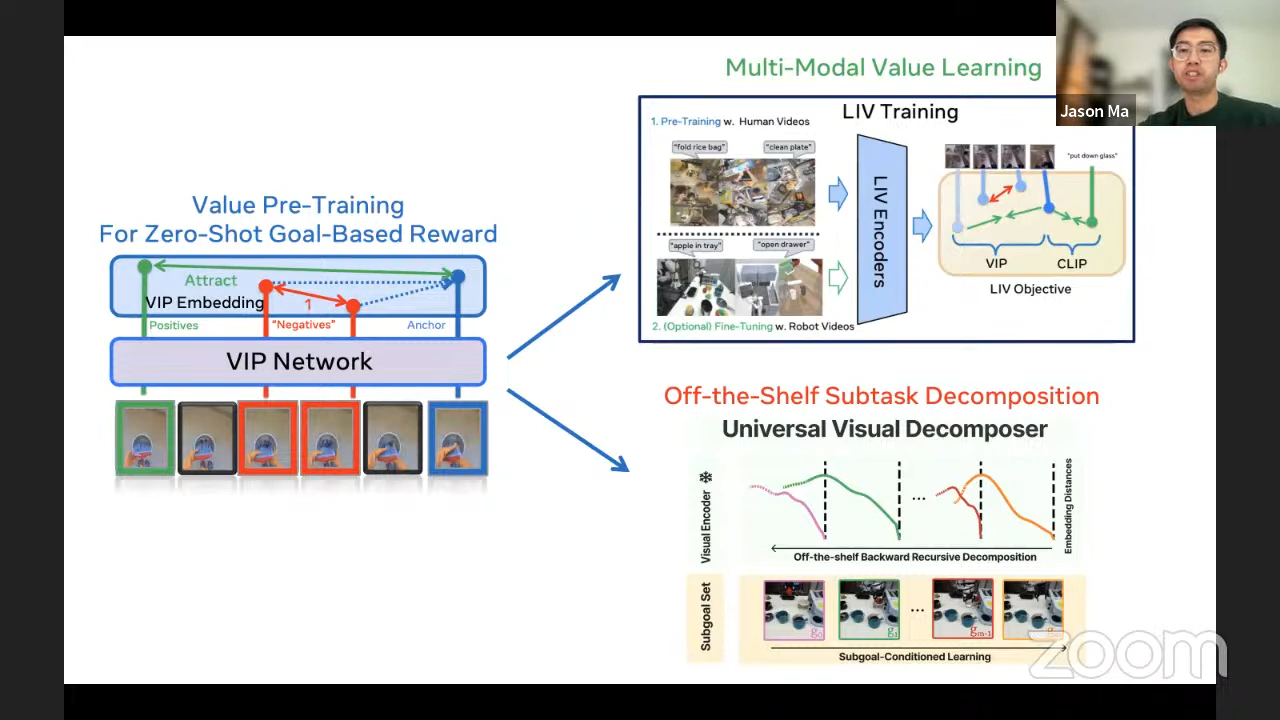 Jason Ma
Value Pre-Training
For Zero-Shot Goal-Based Reward
Attract
VIP Embedding
1
Positives
"Negatives"
Anchor
VIP Network
Multi-Modal Value Learning
LIV Training
1. Pre-Training w. Human Videos
"fold rice bag"
"clean plate"
"apple in tray"
"open drawer"
2. (Optional) Fine-Tuning w. Robot Videos
LIV Encoders
"put down glass"
VIP
CLIP
LIV Objective
Off-the-Shelf Subtask Decomposition
Universal Visual Decomposer
Visual Encoder
...
Embedding Distances
Off-the-shelf Backward Recursive Decomposition
Subgoal Set
g0
g1
...
gm-1
Subgoal-Conditioned Learning
zoom